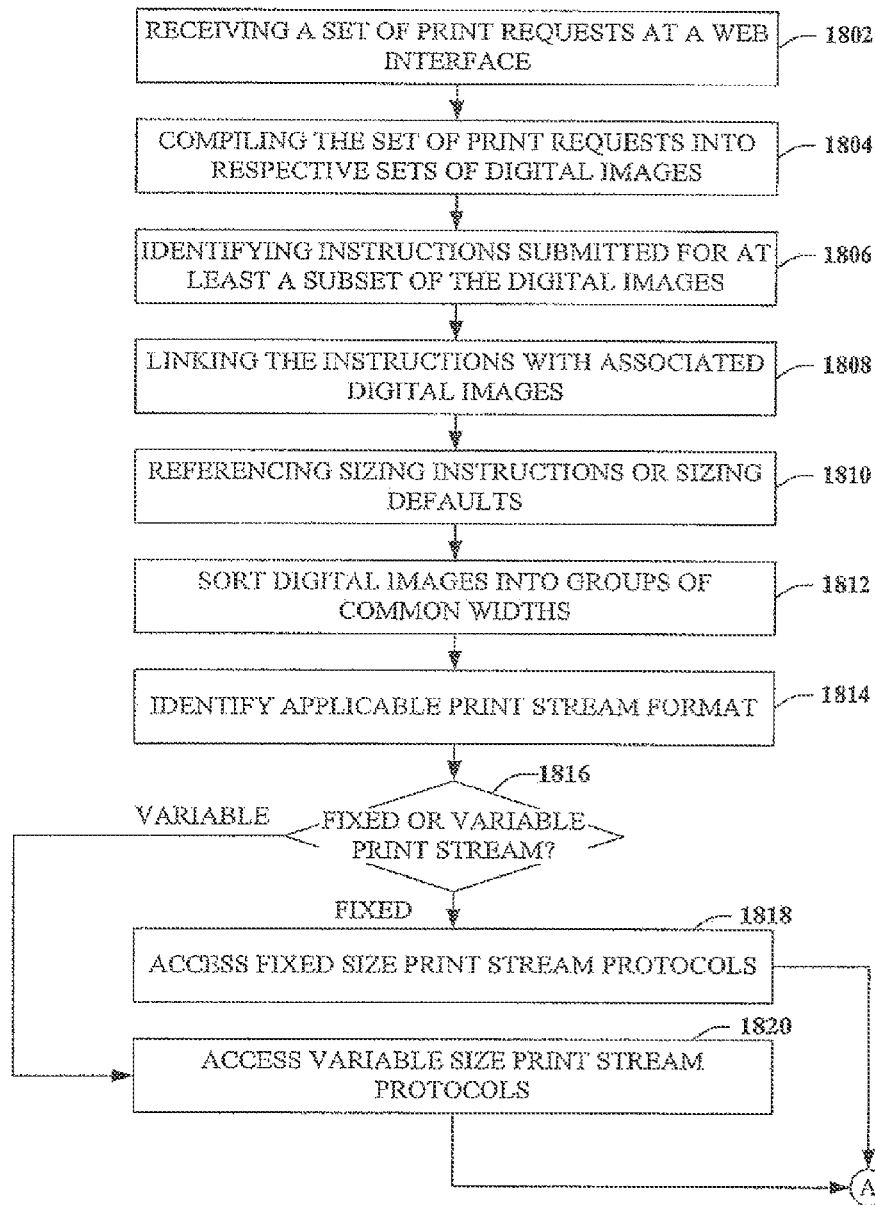 RECEIVING A SET OF PRINT REQUESTS AT A WEB
INTERFACE
1802
COMPILING THE SET OF PRINT REQUESTS INTO
RESPECTIVE SETS OF DIGITAL IMAGES
1804
IDENTIFYING INSTRUCTIONS SUBMITTED FOR AT
LEAST A SUBSET OF THE DIGITAL IMAGES
1806
LINKING THE INSTRUCTIONS WITH ASSOCIATED
DIGITAL IMAGES
1808
REFERENCING SIZING INSTRUCTIONS OR SIZING
DEFAULTS
1810
SORT DIGITAL IMAGES INTO GROUPS OF
COMMON WIDTHS
1812
IDENTIFY APPLICABLE PRINT STREAM FORMAT
1814
1816
VARIABLE
FIXED OR VARIABLE
PRINT STREAM?
FIXED
1818
ACCESS FIXED SIZE PRINT STREAM PROTOCOLS
1820
ACCESS VARIABLE SIZE PRINT STREAM
PROTOCOLS
A